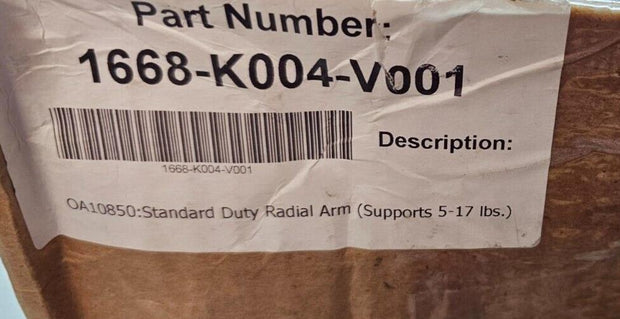 Part Number:
1668-K004-V001
Description:
1668-K004-V001
OA10850:Standard Duty Radial Arm (Supports 5-17 lbs.)